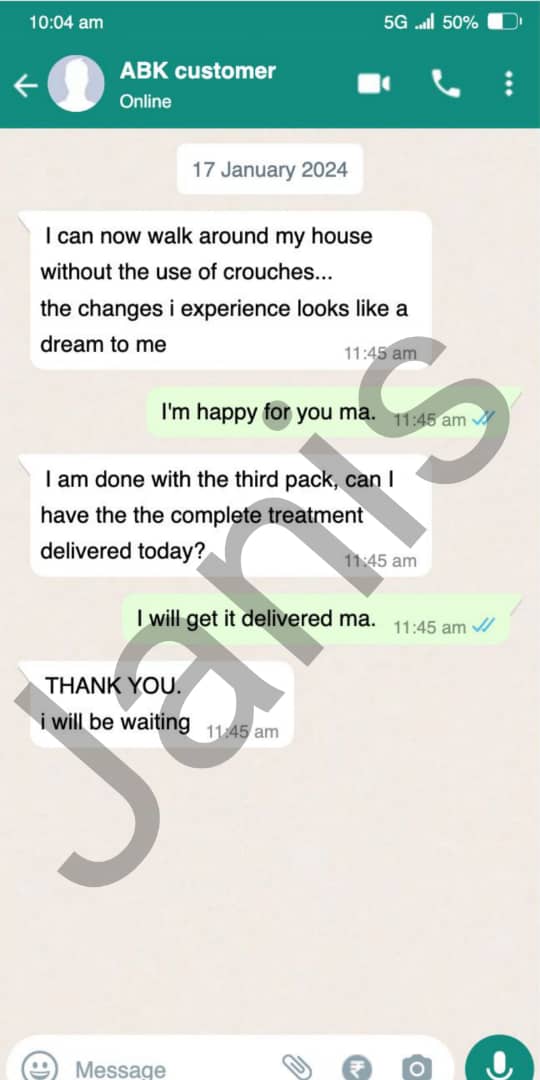 10:04 am 5G 50%
ABK customer
Online
17 January 2024
I can now walk around my house
without the use of crouches...
the changes i experience looks like a
dream to me
11:45 am
I'm happy for you ma. 11:45 am
I am done with the third pack, can I
have the the complete treatment
delivered today?
11:45 am
I will get it delivered ma. 11:45 am
THANK YOU.
i will be waiting 11:45 am
Janis
Message ₹